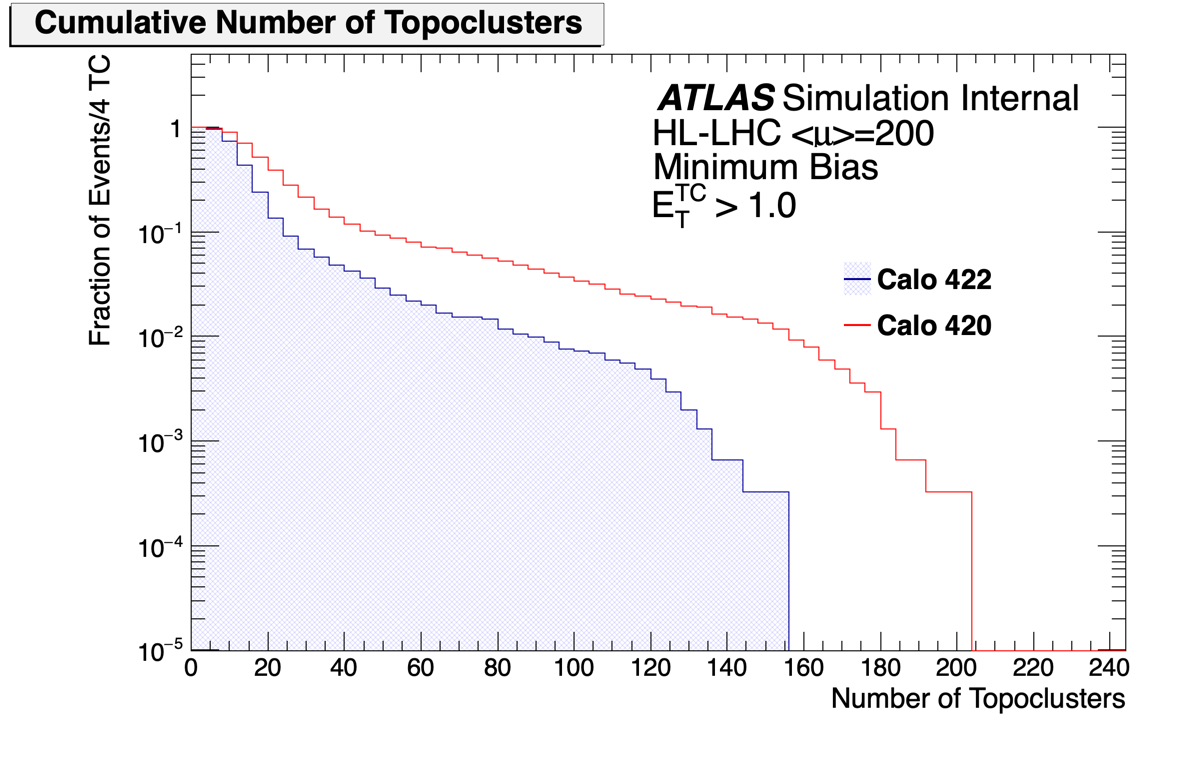 Cumulative Number of Topoclusters
Fraction of Events/4 TC
ATLAS Simulation Internal
HL-LHC <μ>=200
Minimum Bias
E_T^TC > 1.0
Calo 422
Calo 420
1
10⁻¹
10⁻²
10⁻³
10⁻⁴
10⁻⁵
0 20 40 60 80 100 120 140 160 180 200 220 240
Number of Topoclusters